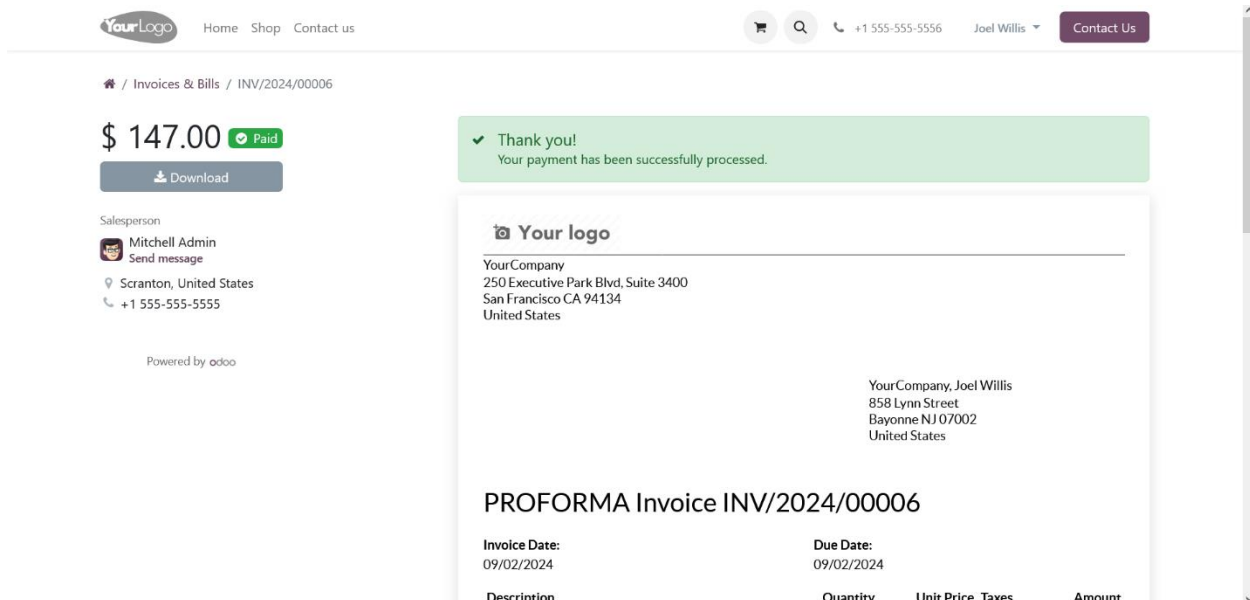 YourLogo
Home Shop Contact us
+1 555-555-5556
Joel Willis
Contact Us
/ Invoices & Bills / INV/2024/00006
$ 147.00 Paid
Download
Salesperson
Mitchell Admin
Send message
Scranton, United States
+1 555-555-5555
Powered by odoo
Thank you!
Your payment has been successfully processed.
Your logo
YourCompany
250 Executive Park Blvd, Suite 3400
San Francisco CA 94134
United States
YourCompany, Joel Willis
858 Lynn Street
Bayonne NJ 07002
United States
PROFORMA Invoice INV/2024/00006
Invoice Date: Due Date:
09/02/2024 09/02/2024
Description Quantity Unit Price Taxes Amount